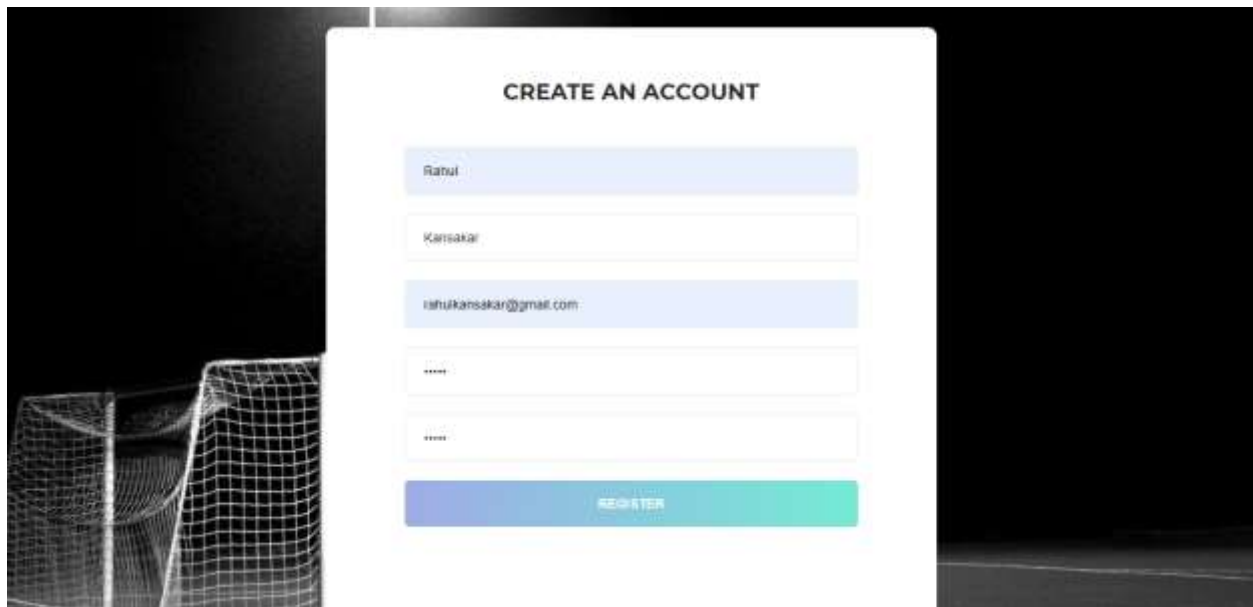 CREATE AN ACCOUNT
Rahul
Kansakar
rahulkansakar@gmail.com
•••••
•••••
REGISTER